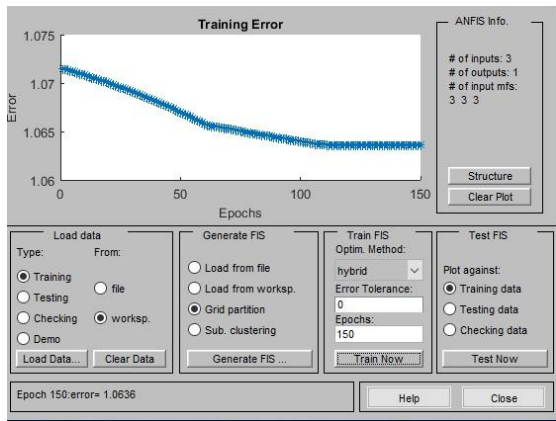 Training Error
1.075
1.07
1.065
1.06
Error
0
50
100
150
Epochs
ANFIS Info.
# of inputs: 3
# of outputs: 1
# of input mfs:
3 3 3
Structure
Clear Plot
Load data
Type:
From:
Training
Testing
Checking
Demo
file
worksp.
Load Data...
Clear Data
Generate FIS
Load from file
Load from worksp.
Grid partition
Sub. clustering
Generate FIS ...
Train FIS
Optim. Method:
hybrid
Error Tolerance:
0
Epochs:
150
Train Now
Test FIS
Plot against:
Training data
Testing data
Checking data
Test Now
Epoch 150:error= 1.0636
Help
Close